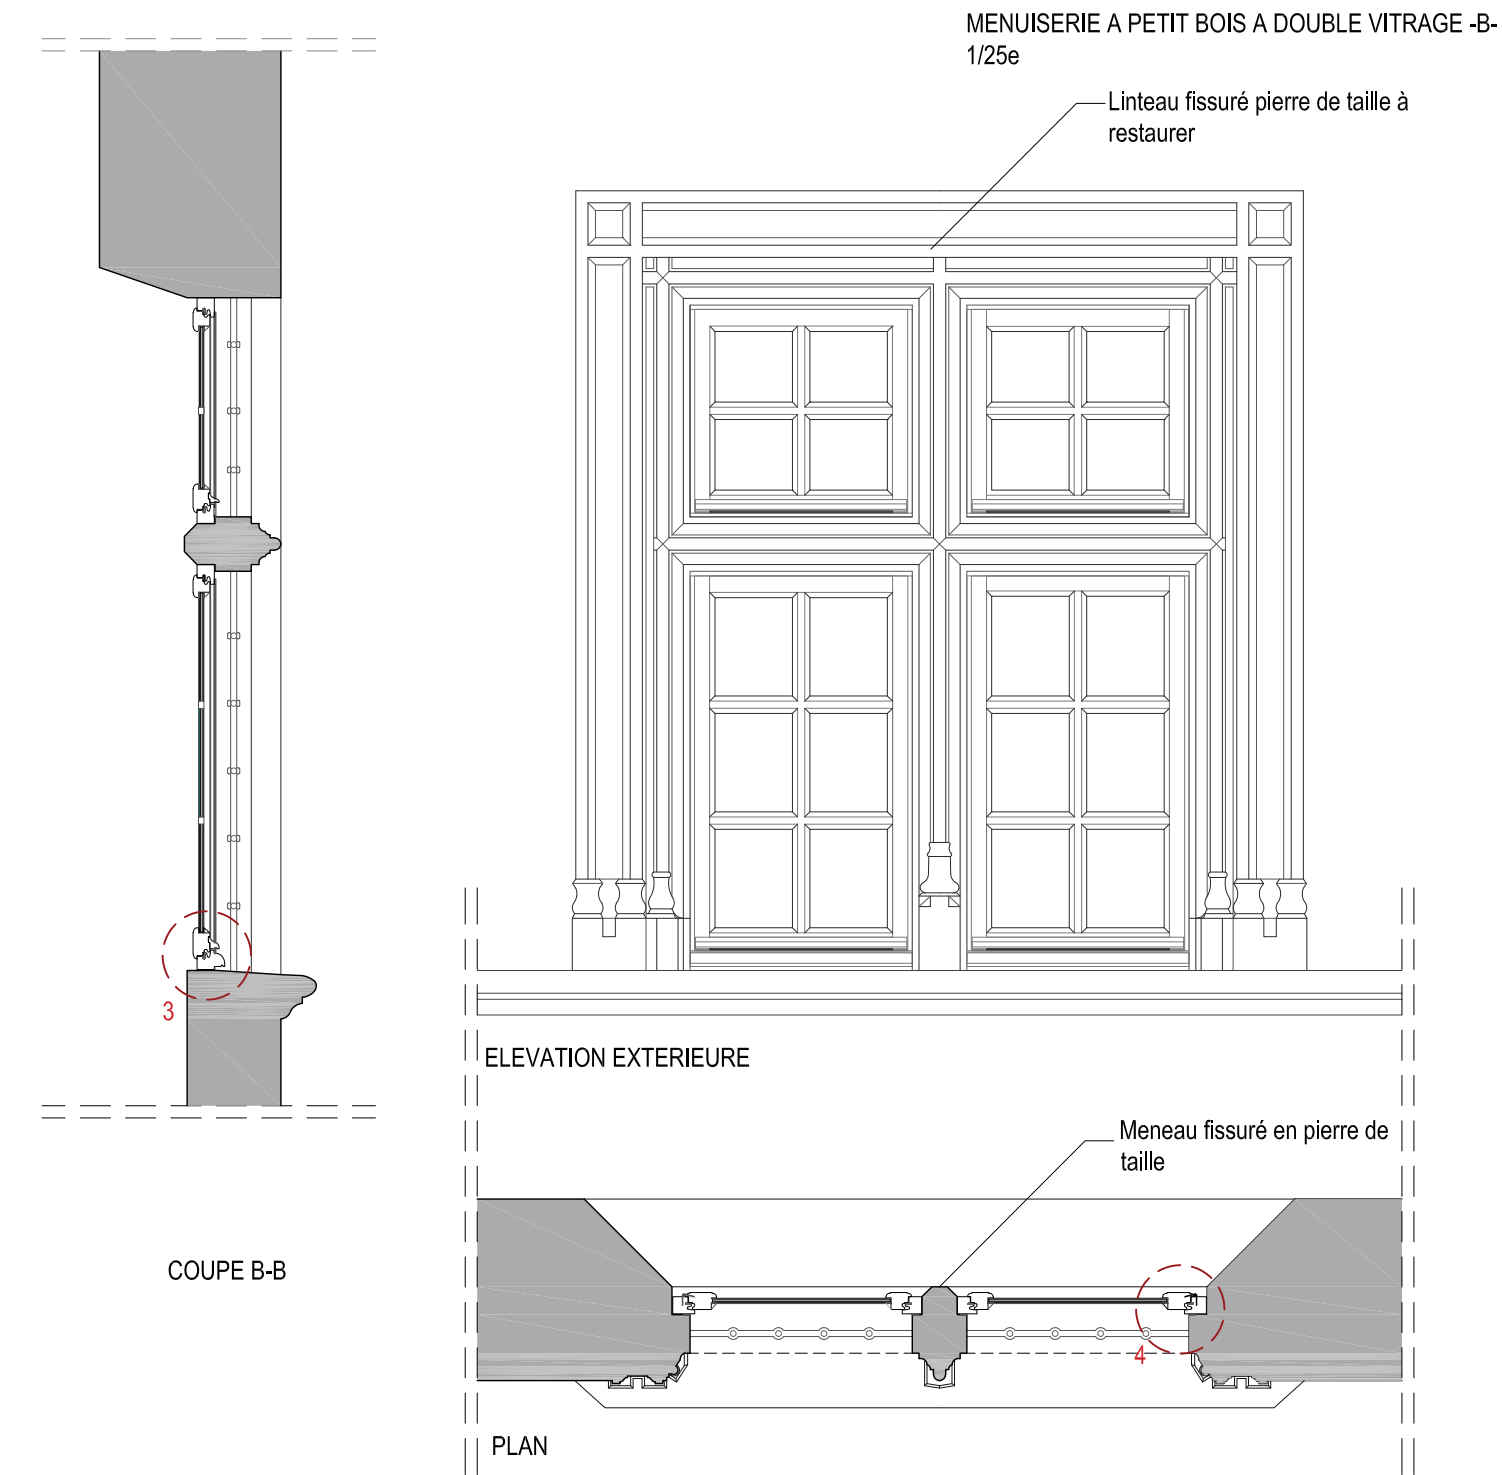 MENUISERIE A PETIT BOIS A DOUBLE VITRAGE -B-
1/25e
Linteau fissuré pierre de taille à
restaurer
3
ELEVATION EXTERIEURE
Meneau fissuré en pierre de
taille
COUPE B-B
4
PLAN